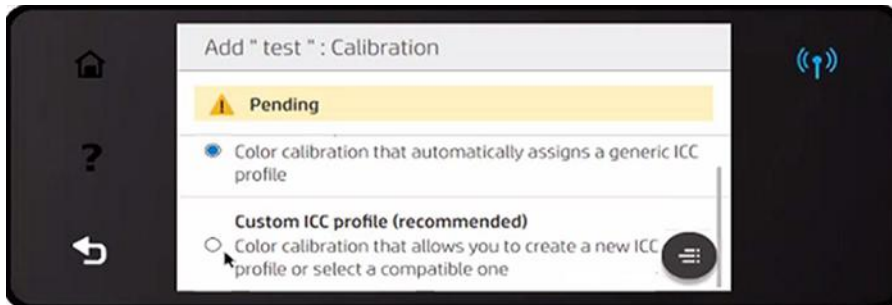 Add " test " : Calibration
Pending
Color calibration that automatically assigns a generic ICC
profile
Custom ICC profile (recommended)
Color calibration that allows you to create a new ICC
profile or select a compatible one